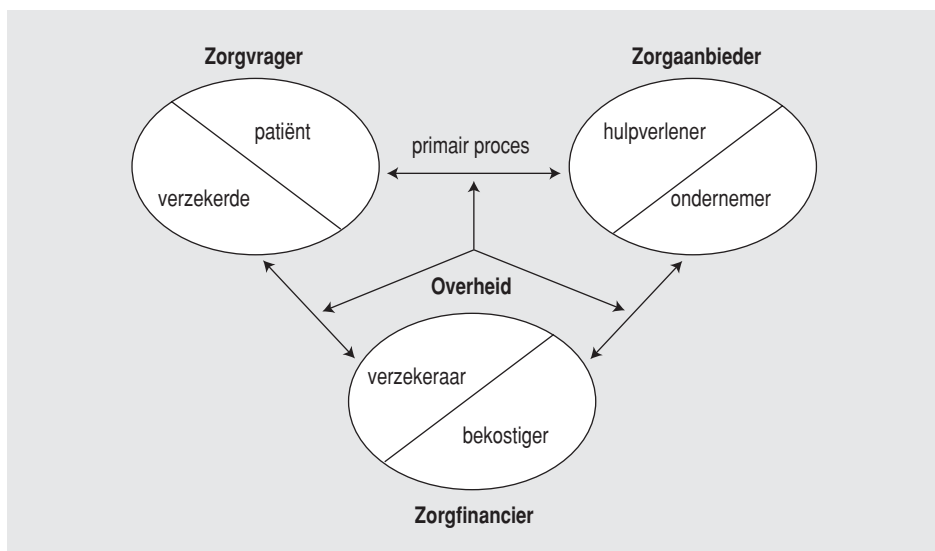 Zorgvrager
Zorgaanbieder
patiënt
verzekerde
primair proces
hulpverlener
ondernemer
Overheid
verzekeraar
bekostiger
Zorgfinancier